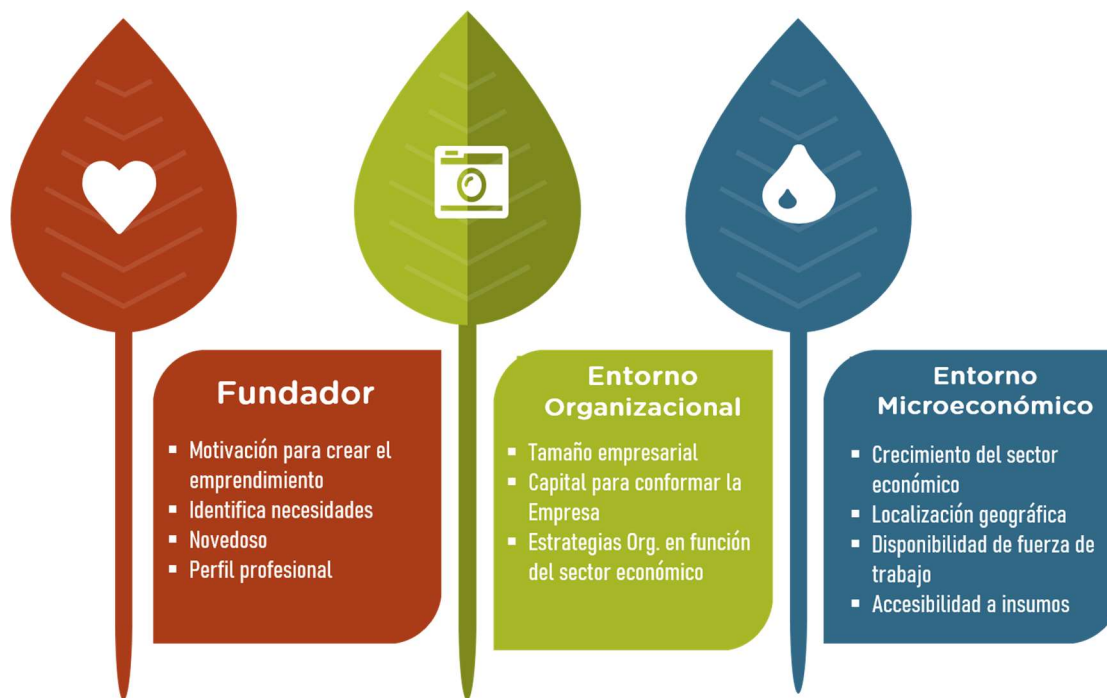 Fundador
▪ Motivación para crear el
emprendimiento
▪ Identifica necesidades
▪ Novedoso
▪ Perfil profesional
Entorno
Organizacional
▪ Tamaño empresarial
▪ Capital para conformar la
Empresa
▪ Estrategias Org. en función
del sector económico
Entorno
Microeconómico
▪ Crecimiento del sector
económico
▪ Localización geográfica
▪ Disponibilidad de fuerza de
trabajo
▪ Accesibilidad a insumos